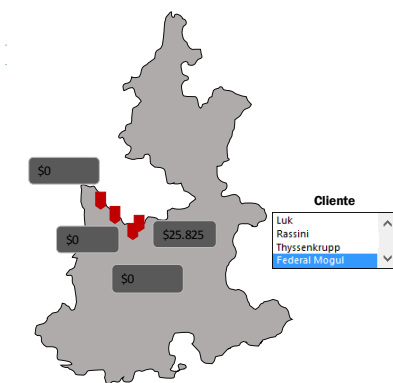 $0
$0
$25.825
$0
Cliente
Luk
Rassini
Thyssenkrupp
Federal Mogul